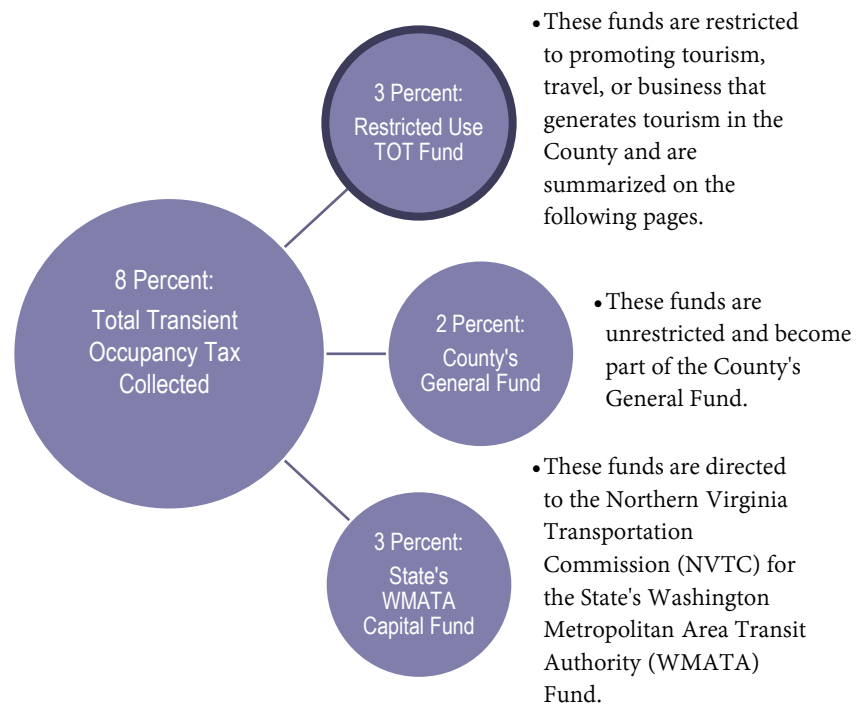 8 Percent:
Total Transient
Occupancy Tax
Collected
3 Percent:
Restricted Use
TOT Fund
•These funds are restricted
to promoting tourism,
travel, or business that
generates tourism in the
County and are
summarized on the
following pages.
2 Percent:
County's
General Fund
•These funds are
unrestricted and become
part of the County's
General Fund.
3 Percent:
State's
WMATA
Capital Fund
•These funds are directed
to the Northern Virginia
Transportation
Commission (NVTC) for
the State's Washington
Metropolitan Area Transit
Authority (WMATA)
Fund.